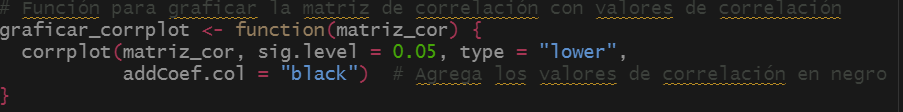 # Función para graficar la matriz de correlación con valores de correlación
graficar_corrplot <- function(matriz_cor) {
  corrplot(matriz_cor, sig.level = 0.05, type = "lower",
           addCoef.col = "black")  # Agrega los valores de correlación en negro
}